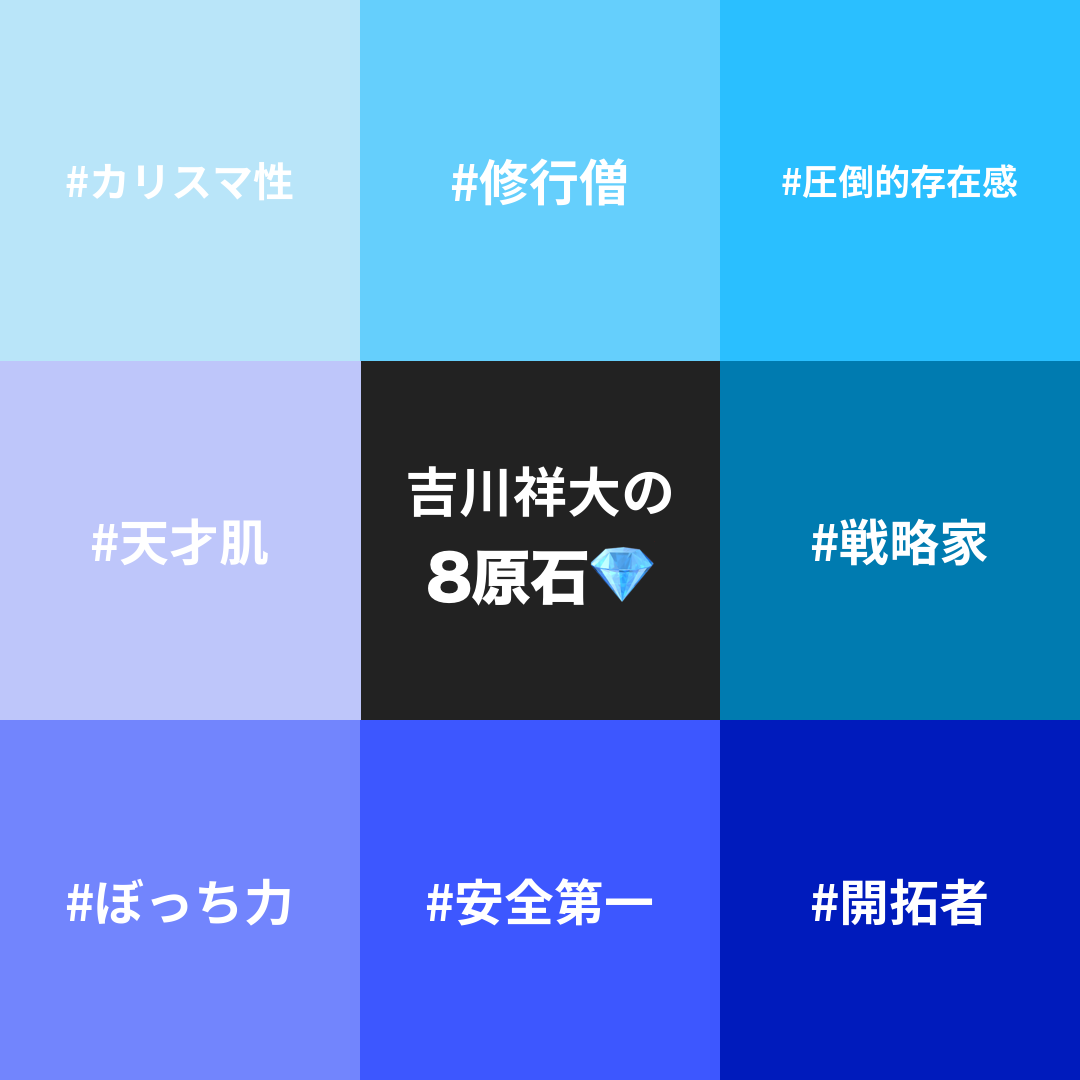 #カリスマ性
#修行僧
#圧倒的存在感
#天才肌
吉川祥大の
8原石💎
#戦略家
#ぼっち力
#安全第一
#開拓者